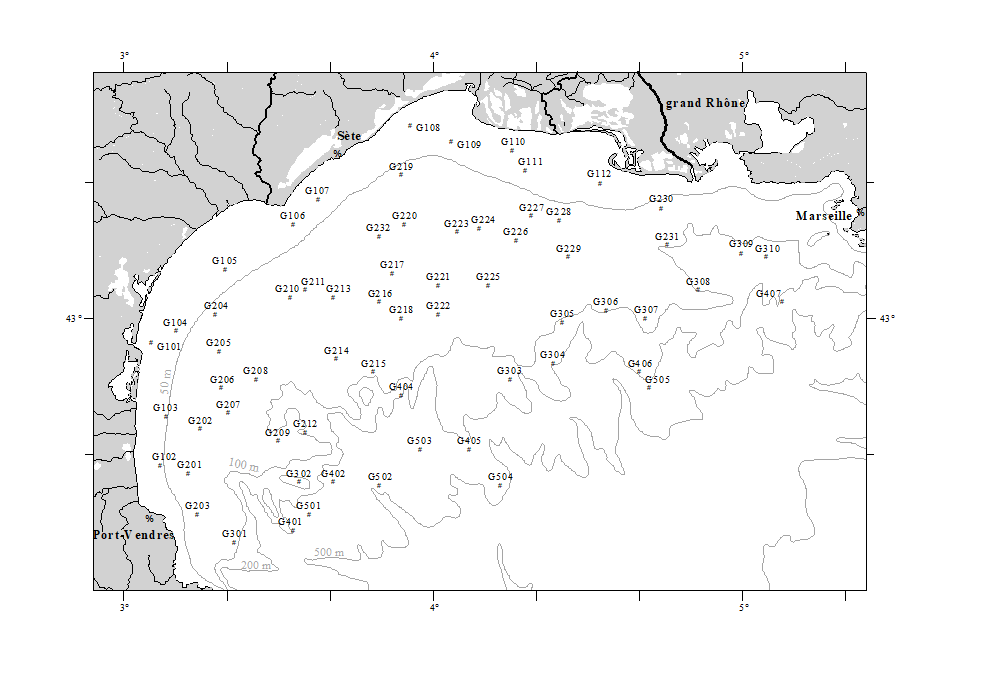 3° 4° 5°
grand Rhône
G108
Sète
G109 G110
%
G111
G219
G112
G107
G230
G106 G220 G227 G228
Marseille %
G223 G224
G232 G226
G231
G309 G310
G229
G105 G217
G221 G225
G210 G211 G213 G216
G308
G407
G204 G218 G222
G305 G306 G307
43° 43°
G104
G101 G205
G214
G215 G304
G206 G208 G404 G303 G406
G505
50 m
G103 G207
G202
G209 G212
G503 G405
G102 G201
100 m
G302 G402 G502 G504
G203 G501
%
G401
Port-Vendres
G301
500 m
200 m
3° 4° 5°